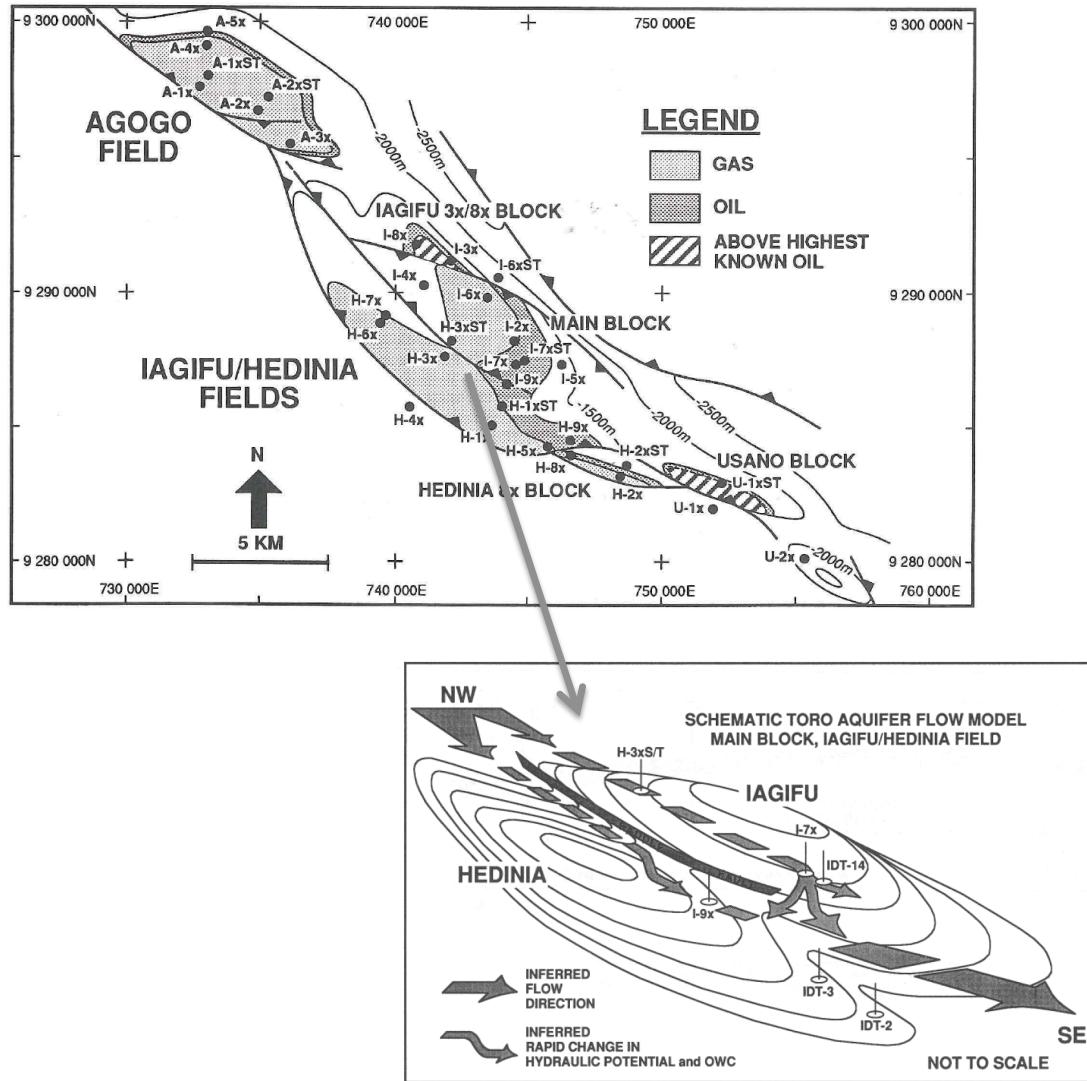 9 300 000N
740 000E
750 000E
9 300 000N
A-5x
A-4x
A-1xST
A-2xST
A-1x
A-2x
A-3x
AGOGO
FIELD
-2000m
-2500m
LEGEND
GAS
OIL
ABOVE HIGHEST
KNOWN OIL
IAGIFU 3x/8x BLOCK
I-8x
I-3x
I-6xST
I-4x
I-6x
9 290 000N
9 290 000N
H-7x
H-6x
H-3xST
I-2x
MAIN BLOCK
I-7xST
H-3x
I-7x
I-9x
I-5x
IAGIFU/HEDINIA
FIELDS
H-4x
H-1xST
H-1x
H-9x
H-5x
H-8x
H-2xST
H-2x
-1500m
-2000m
-2500m
USANO BLOCK
U-1xST
U-1x
HEDINIA 8x BLOCK
N
5 KM
U-2x
-2000m
9 280 000N
9 280 000N
730 000E
740 000E
750 000E
760 000E
NW
SCHEMATIC TORO AQUIFER FLOW MODEL
MAIN BLOCK, IAGIFU/HEDINIA FIELD
H-3xS/T
IAGIFU
I-7x
IDT-14
HEDINIA
I-9x
IDT-3
IDT-2
SE
INFERRED
FLOW
DIRECTION
INFERRED
RAPID CHANGE IN
HYDRAULIC POTENTIAL and OWC
NOT TO SCALE